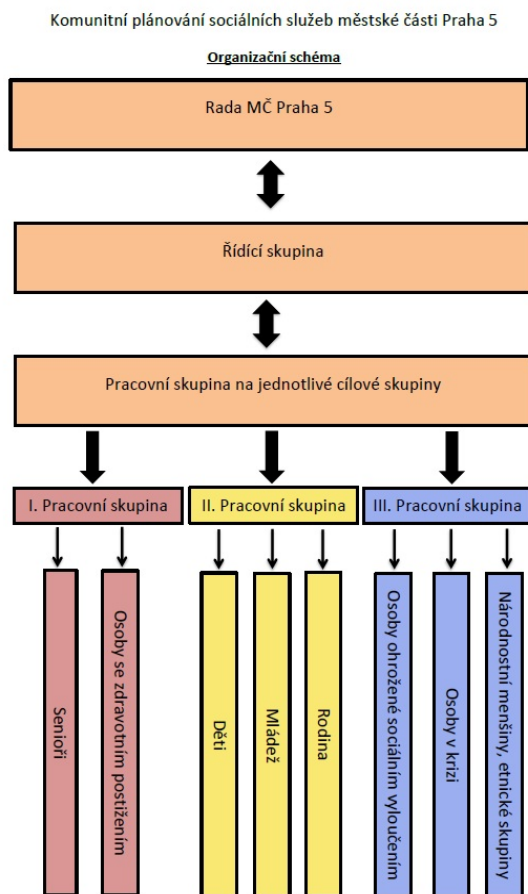 Komunitní plánování sociálních služeb městské části Praha 5
Organizační schéma
Rada MČ Praha 5
Řídící skupina
Pracovní skupina na jednotlivé cílové skupiny
I. Pracovní skupina
II. Pracovní skupina
III. Pracovní skupina
Senioři
Osoby se zdravotním postižením
Děti
Mládež
Rodina
Osoby ohrožené sociálním vyloučením
Osoby v krizi
Národnostní menšiny, etnické skupiny